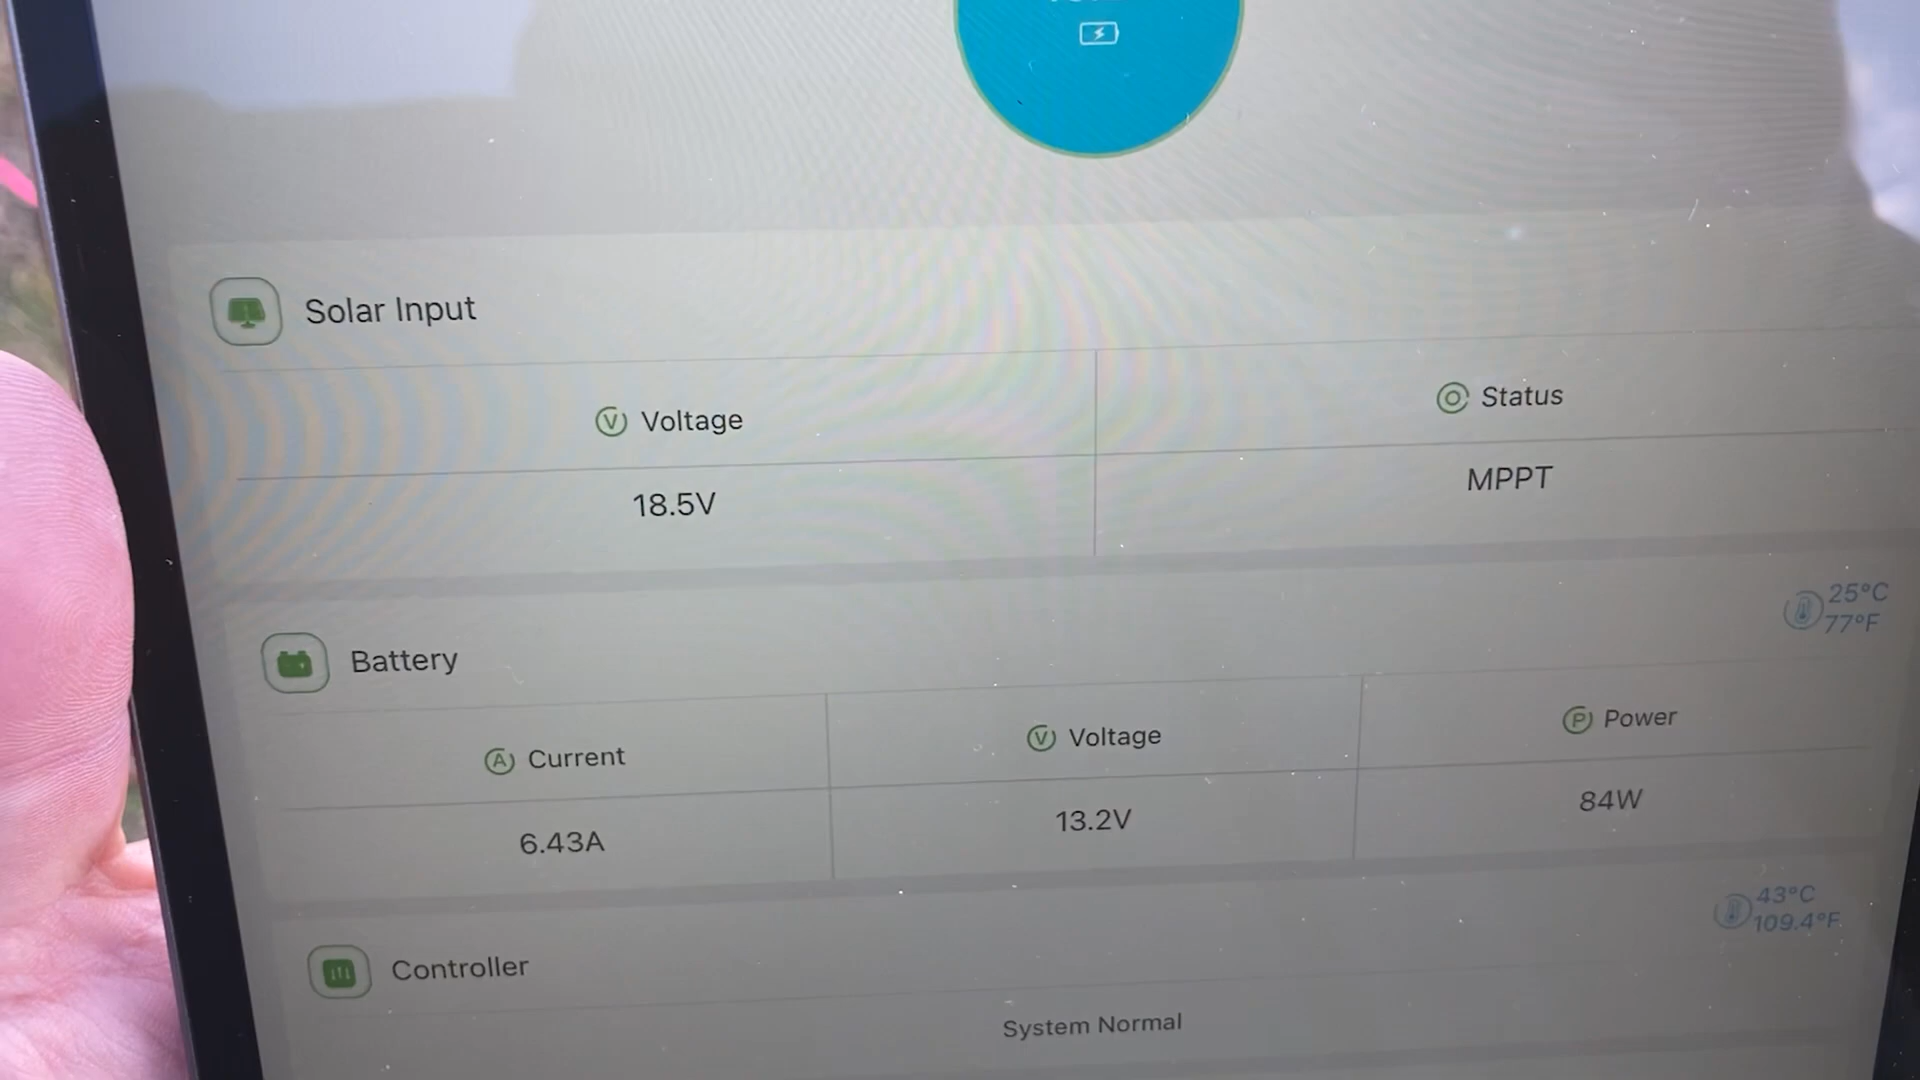 Solar Input
Voltage
Status
18.5V
MPPT
25°C
77°F
Battery
Current
Voltage
Power
6.43A
13.2V
84W
43°C
109.4°F
Controller
System Normal